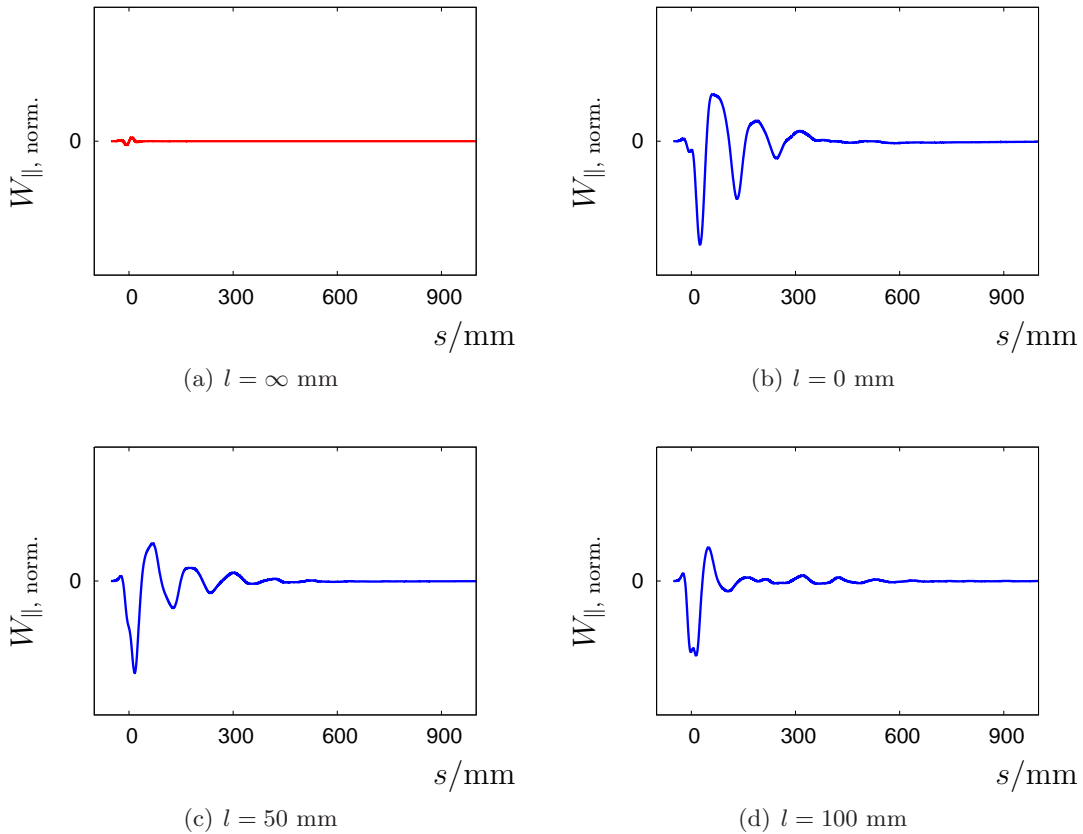 W∥, norm.
0
0 300 600 900
s/mm
(a) l = ∞ mm
W∥, norm.
0
0 300 600 900
s/mm
(b) l = 0 mm
W∥, norm.
0
0 300 600 900
s/mm
(c) l = 50 mm
W∥, norm.
0
0 300 600 900
s/mm
(d) l = 100 mm